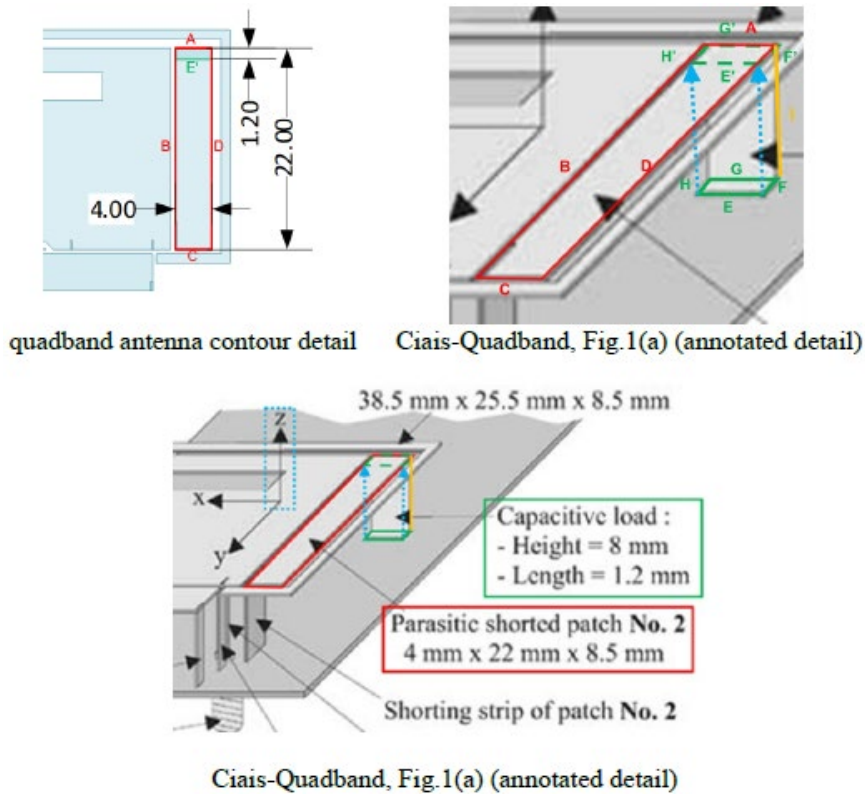 A
E'
B
D
C
4.00
1.20
22.00
quadband antenna contour detail
G'
A
H'
F'
E'
B
D
G
H
F
E
C
Ciais-Quadband, Fig.1(a) (annotated detail)
38.5 mm x 25.5 mm x 8.5 mm
z
x
y
Capacitive load :
- Height = 8 mm
- Length = 1.2 mm
Parasitic shorted patch No. 2
4 mm x 22 mm x 8.5 mm
Shorting strip of patch No. 2
Ciais-Quadband, Fig.1(a) (annotated detail)